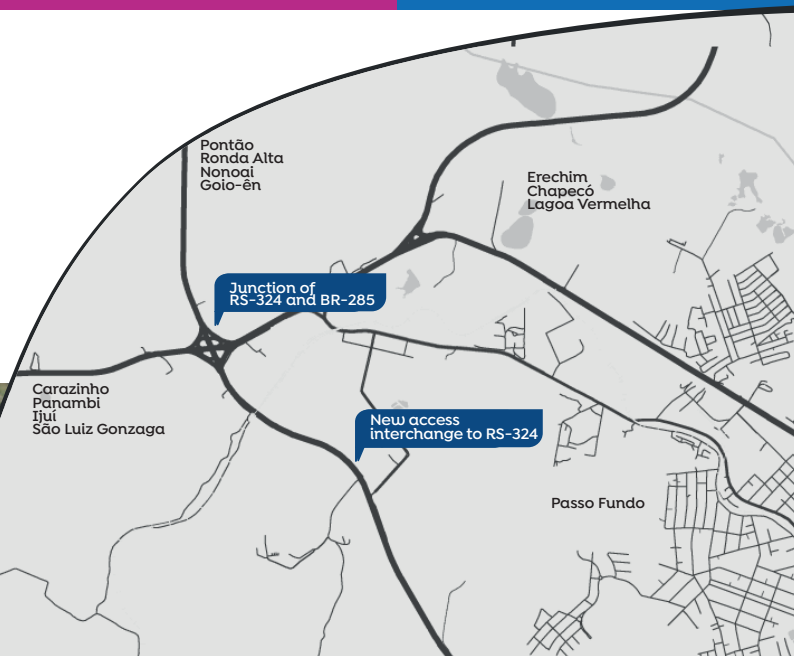 Pontão
Ronda Alta
Nonoai
Goio-ên
Erechim
Chapecó
Lagoa Vermelha
Junction of
RS-324 and BR-285
Carazinho
Panambi
Ijuí
São Luiz Gonzaga
New access
interchange to RS-324
Passo Fundo